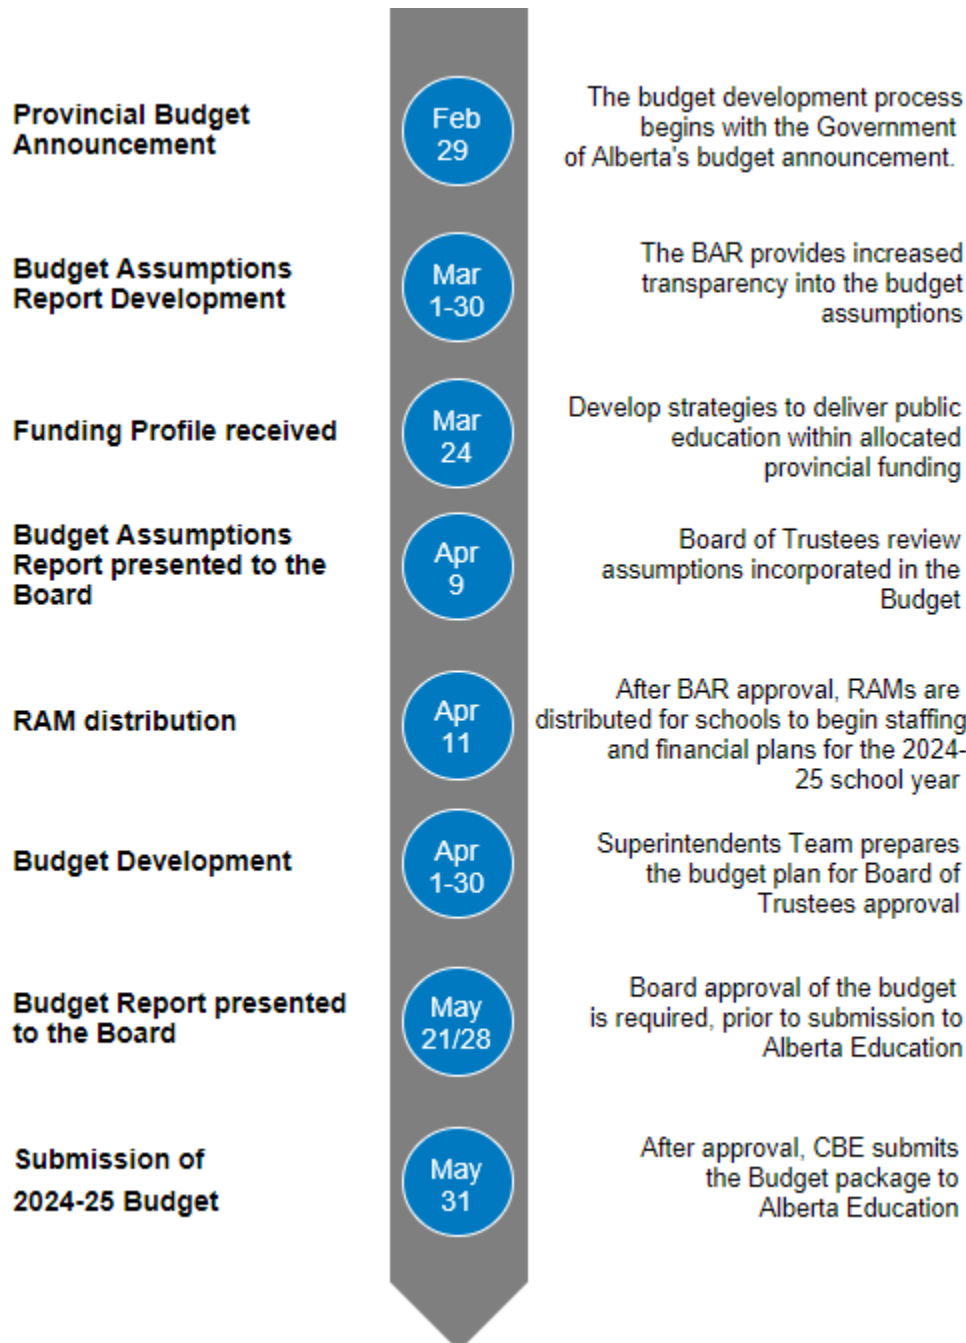 Provincial Budget
Announcement
Feb
29
The budget development process
begins with the Government
of Alberta's budget announcement.
Budget Assumptions
Report Development
Mar
1-30
The BAR provides increased
transparency into the budget
assumptions
Funding Profile received
Mar
24
Develop strategies to deliver public
education within allocated
provincial funding
Budget Assumptions
Report presented to the
Board
Apr
9
Board of Trustees review
assumptions incorporated in the
Budget
RAM distribution
Apr
11
After BAR approval, RAMs are
distributed for schools to begin staffing
and financial plans for the 2024-
25 school year
Budget Development
Apr
1-30
Superintendents Team prepares
the budget plan for Board of
Trustees approval
Budget Report presented
to the Board
May
21/28
Board approval of the budget
is required, prior to submission to
Alberta Education
Submission of
2024-25 Budget
May
31
After approval, CBE submits
the Budget package to
Alberta Education